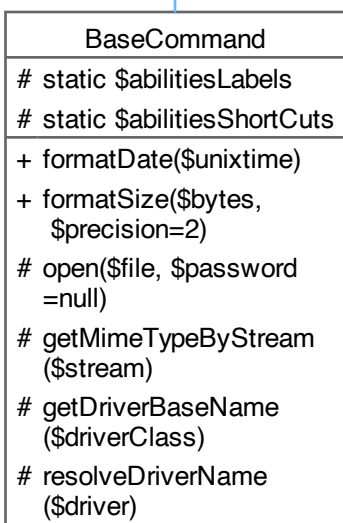 BaseCommand
# static $abilitiesLabels
# static $abilitiesShortCuts
+ formatDate($unixtime)
+ formatSize($bytes,
$precision=2)
# open($file, $password
=null)
# getMimeTypeByStream
($stream)
# getDriverBaseName
($driverClass)
# resolveDriverName
($driver)